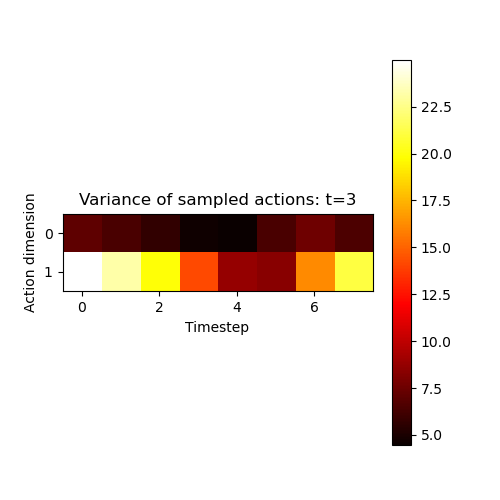 Variance of sampled actions: t=3
Action dimension
0
1
0 2 4 6
Timestep
22.5
20.0
17.5
15.0
12.5
10.0
7.5
5.0